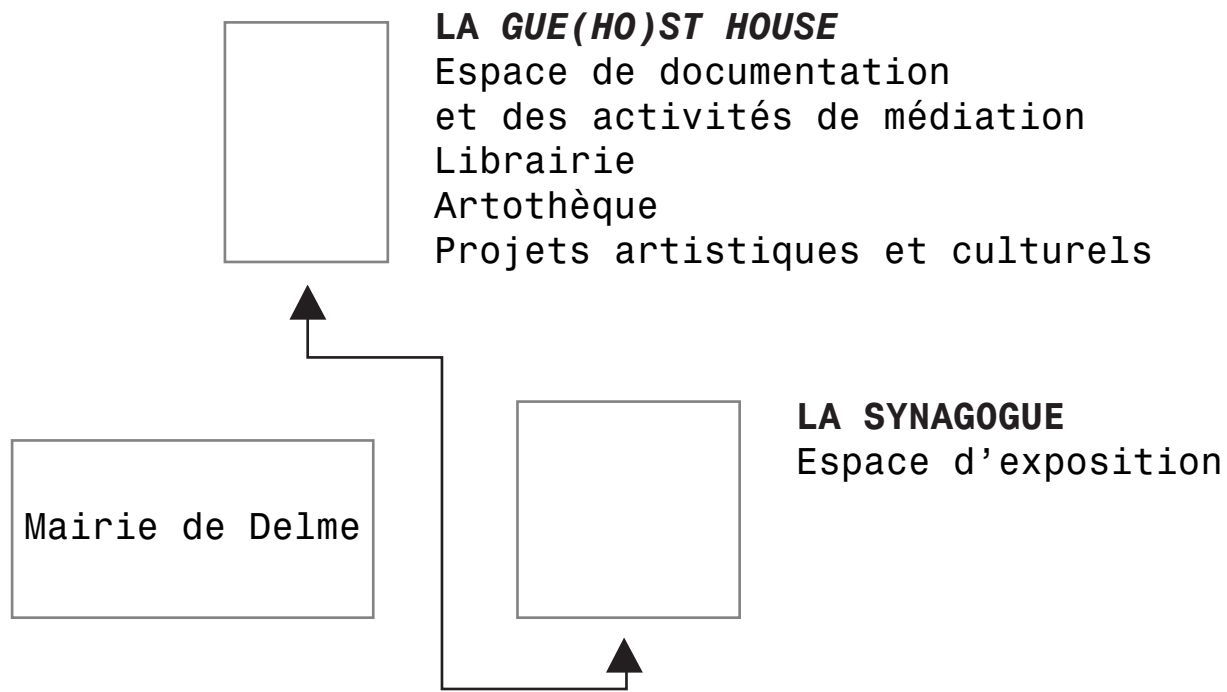 LA GUE(HO)ST HOUSE
Espace de documentation
et des activités de médiation
Librairie
Artothèque
Projets artistiques et culturels
LA SYNAGOGUE
Espace d’exposition
Mairie de Delme